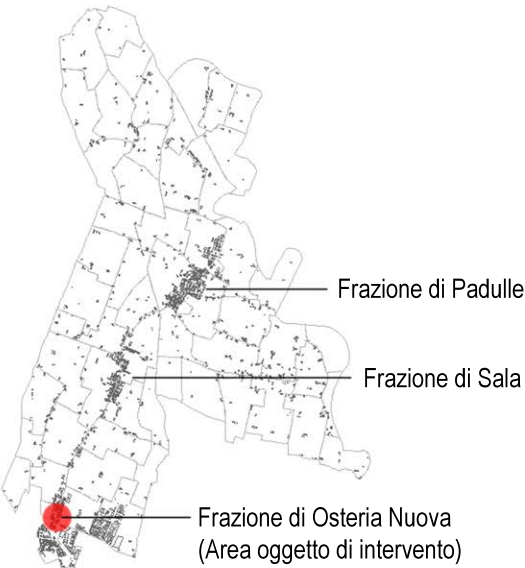 Frazione di Padulle
Frazione di Sala
Frazione di Osteria Nuova
(Area oggetto di intervento)